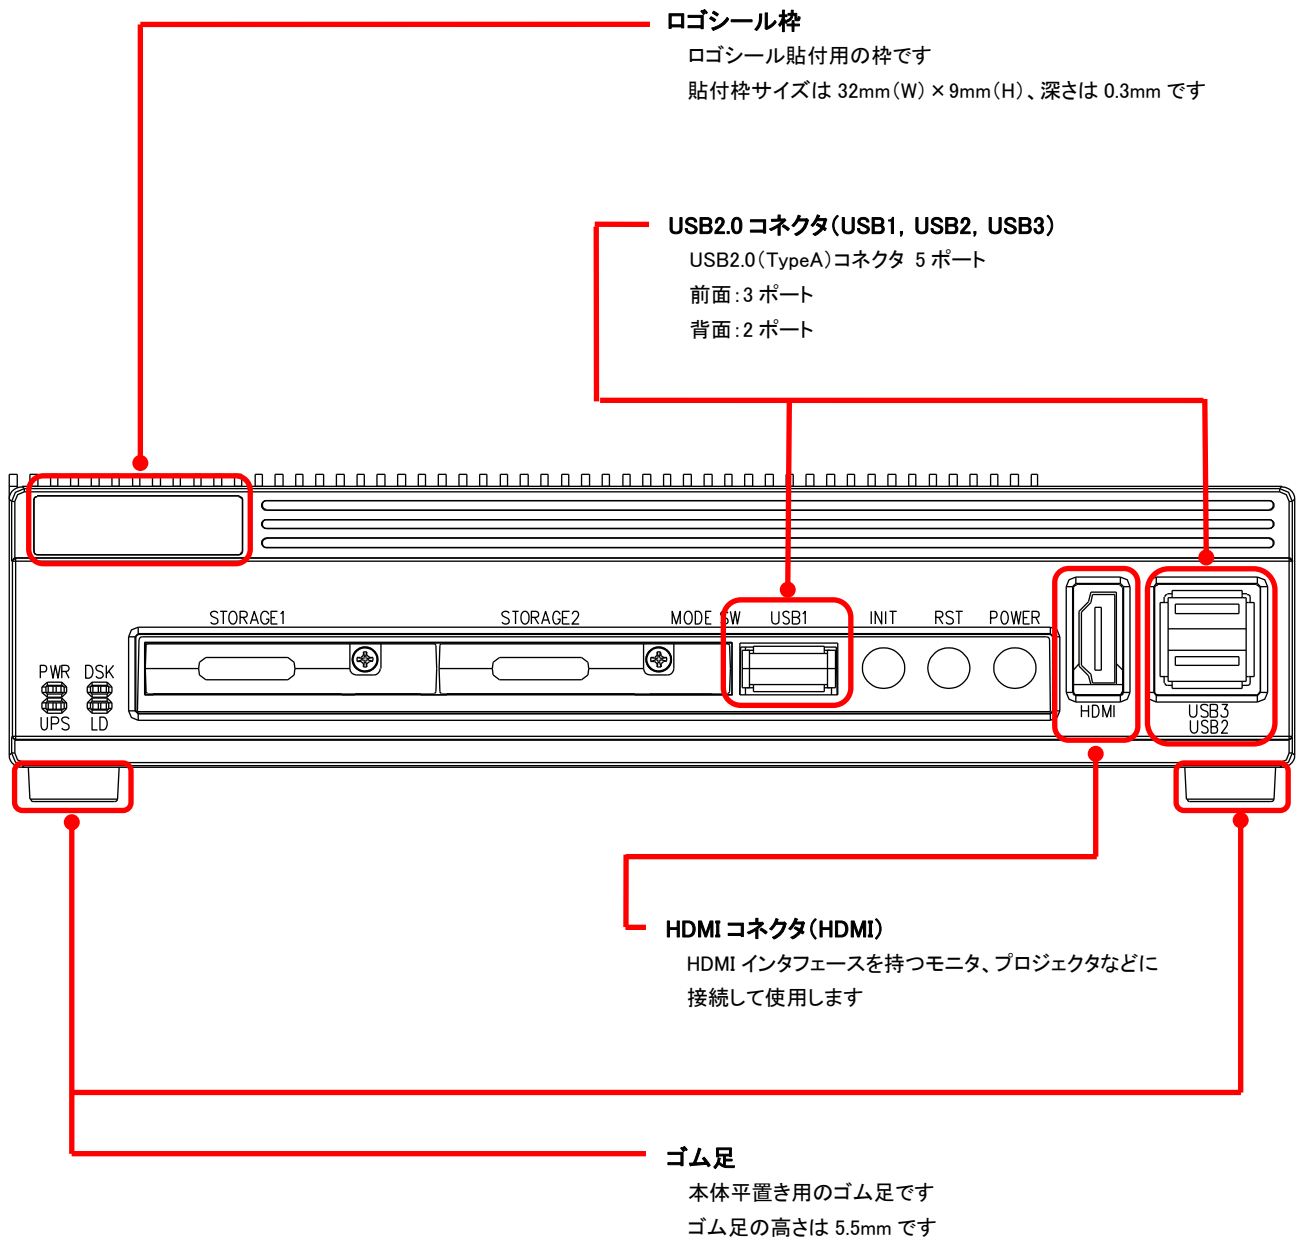 ロゴシール枠
ロゴシール貼付用の枠です
貼付枠サイズは 32mm(W)×9mm(H)、深さは 0.3mm です
USB2.0 コネクタ(USB1, USB2, USB3)
USB2.0(TypeA)コネクタ 5 ポート
前面:3 ポート
背面:2 ポート
STORAGE1 STORAGE2 MODE SW USB1 INIT RST POWER
PWR DSK
UPS LD
HDMI
USB3
USB2
HDMI コネクタ(HDMI)
HDMI インタフェースを持つモニタ、プロジェクタなどに
接続して使用します
ゴム足
本体平置き用のゴム足です
ゴム足の高さは 5.5mm です